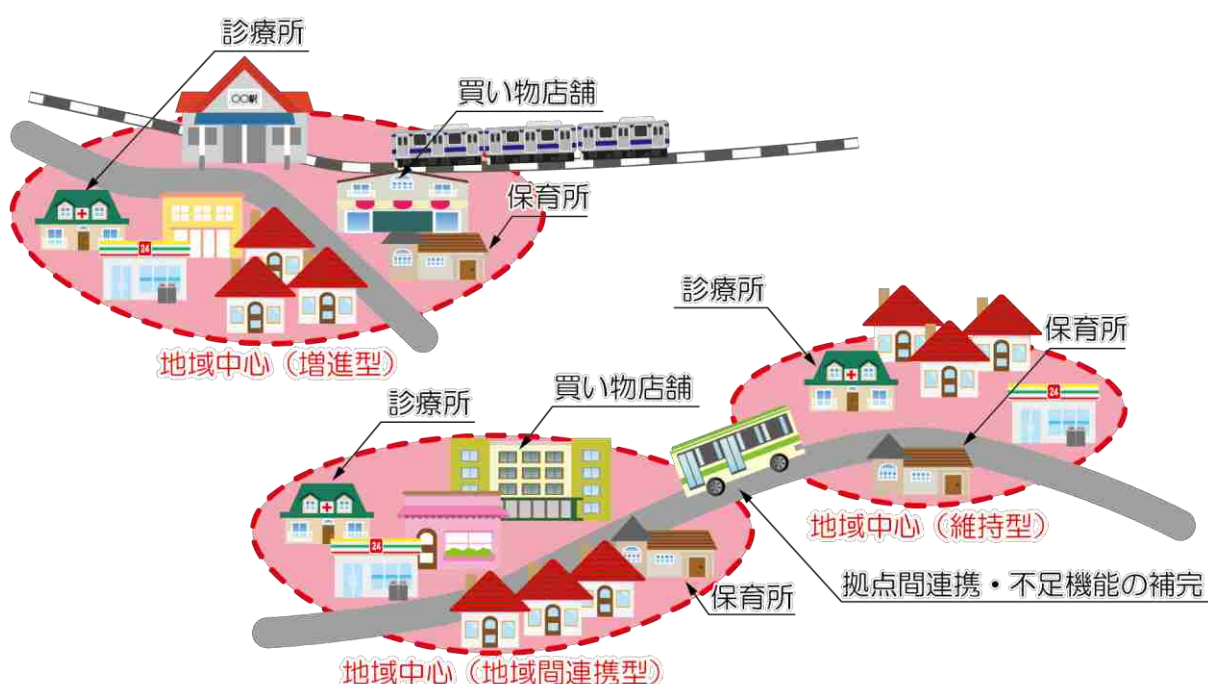 診療所
〇〇駅
買い物店舗
保育所
24
地域中心（増進型）
診療所
保育所
24
地域中心（維持型）
診療所
買い物店舗
24
保育所
拠点間連携・不足機能の補完
地域中心（地域間連携型）